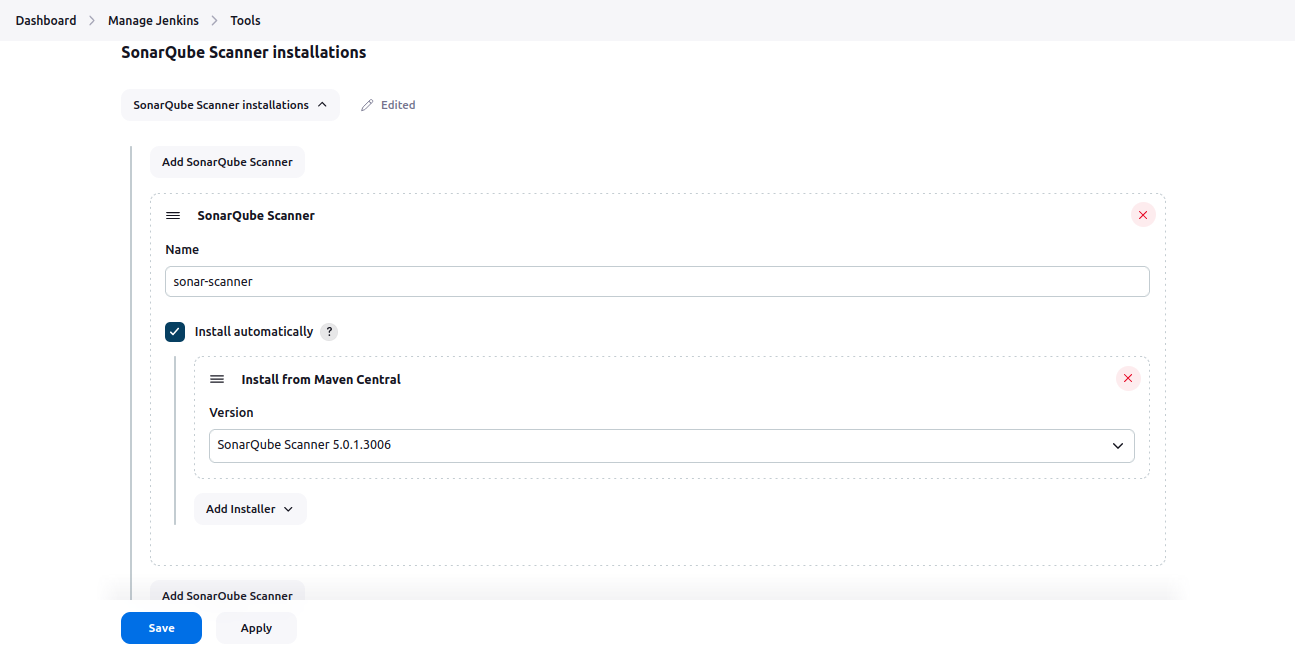 Dashboard Manage Jenkins Tools
SonarQube Scanner installations
SonarQube Scanner installations Edited
Add SonarQube Scanner
SonarQube Scanner
Name
sonar-scanner
Install automatically ?
Install from Maven Central
Version
SonarQube Scanner 5.0.1.3006
Add Installer
Add SonarQube Scanner
Save Apply